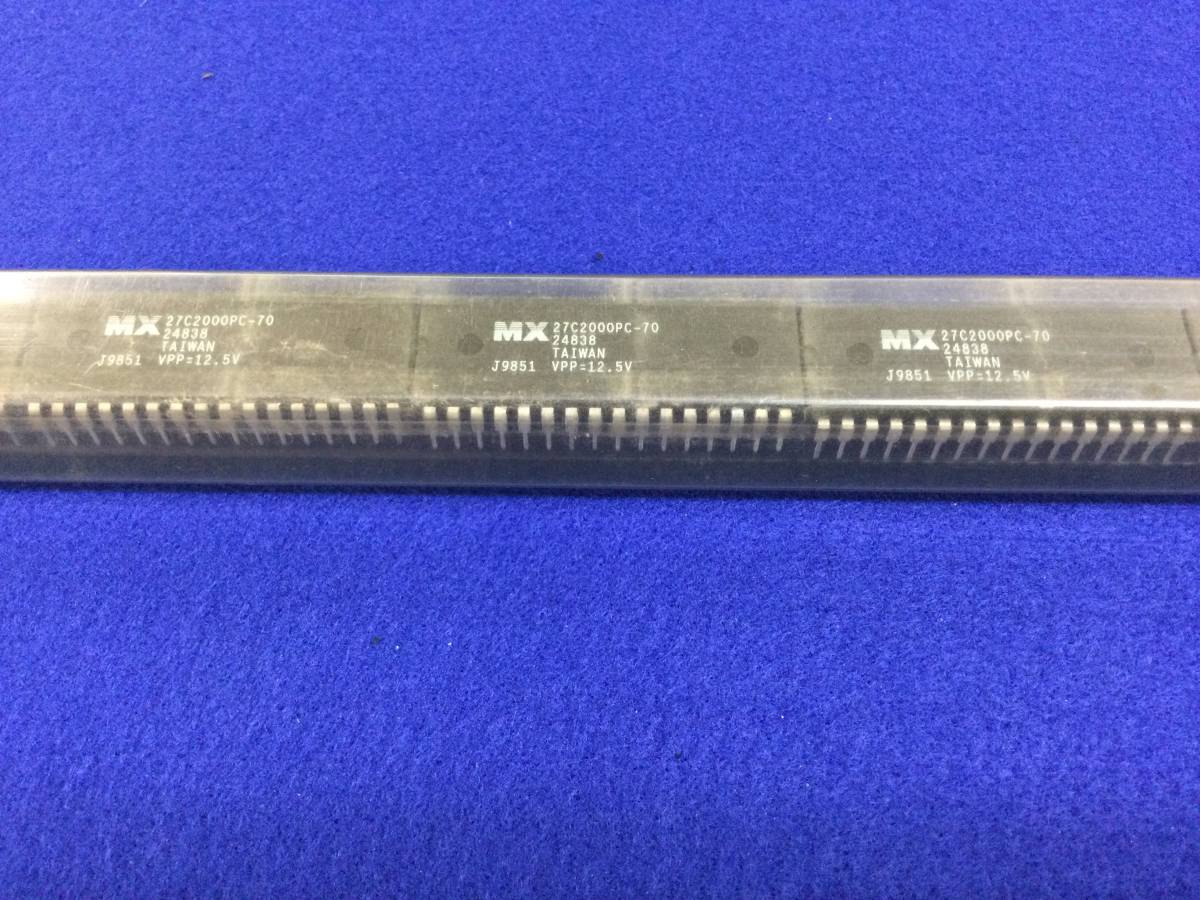 MX 27C2000PC-70
24838
TAIWAN
J9851 VPP=12.5V
MX 27C2000PC-70
24838
TAIWAN
J9851 VPP=12.5V
MX 27C2000PC-70
24838
TAIWAN
J9851 VPP=12.5V